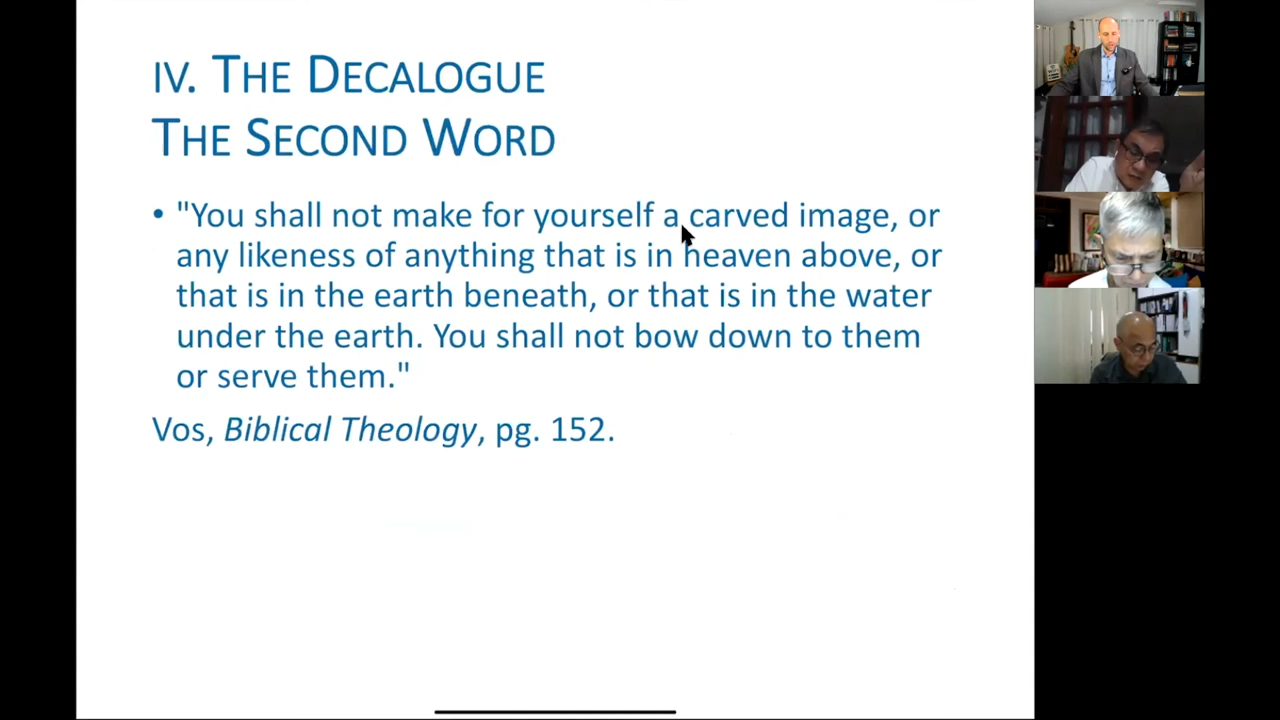 IV. THE DECALOGUE
THE SECOND WORD
• "You shall not make for yourself a carved image, or
any likeness of anything that is in heaven above, or
that is in the earth beneath, or that is in the water
under the earth. You shall not bow down to them
or serve them."
Vos, Biblical Theology, pg. 152.